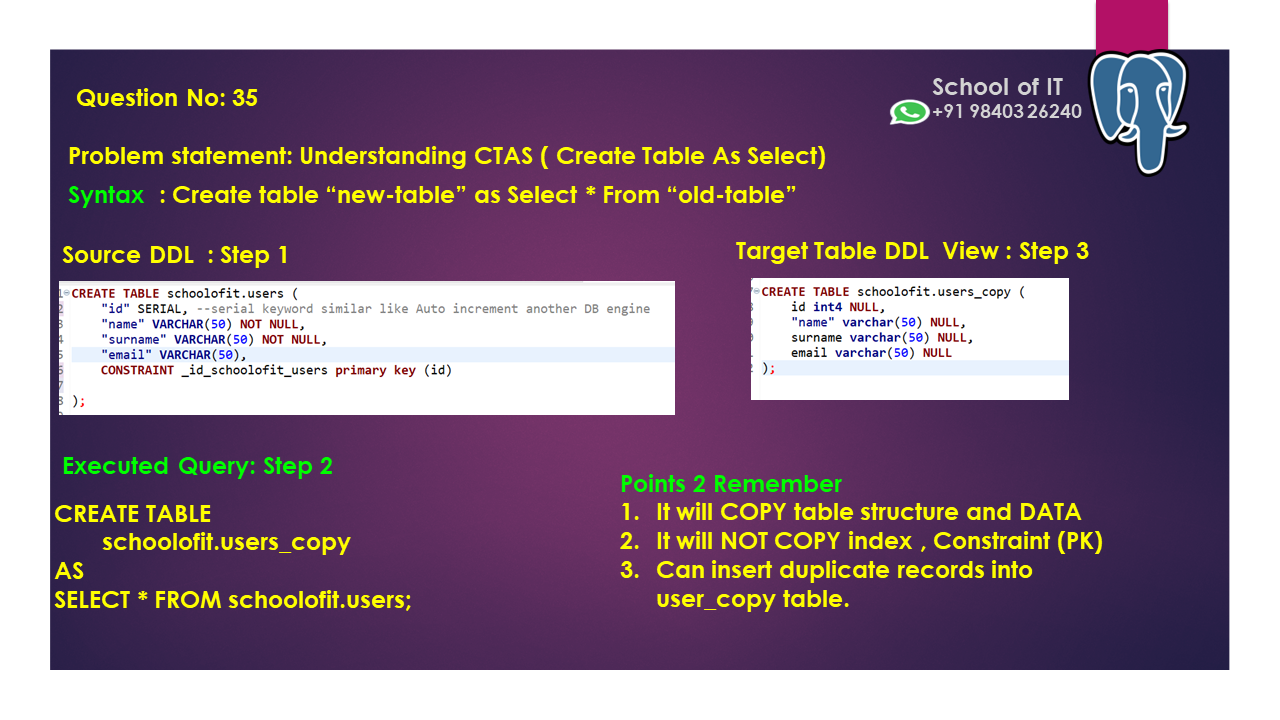 School of IT
+91 98403 26240
Question No: 35
Problem statement: Understanding CTAS ( Create Table As Select)
Syntax : Create table “new-table” as Select * From “old-table”
Source DDL : Step 1
1 CREATE TABLE schoolofit.users (
2 "id" SERIAL, --serial keyword similar like Auto increment another DB engine
3 "name" VARCHAR(50) NOT NULL,
4 "surname" VARCHAR(50) NOT NULL,
5 "email" VARCHAR(50),
6 CONSTRAINT _id_schoolofit_users primary key (id)
7
8 );
Target Table DDL View : Step 3
CREATE TABLE schoolofit.users_copy (
id int4 NULL,
"name" varchar(50) NULL,
surname varchar(50) NULL,
email varchar(50) NULL
);
Executed Query: Step 2
CREATE TABLE
schoolofit.users_copy
AS
SELECT * FROM schoolofit.users;
Points 2 Remember
1. It will COPY table structure and DATA
2. It will NOT COPY index , Constraint (PK)
3. Can insert duplicate records into
user_copy table.